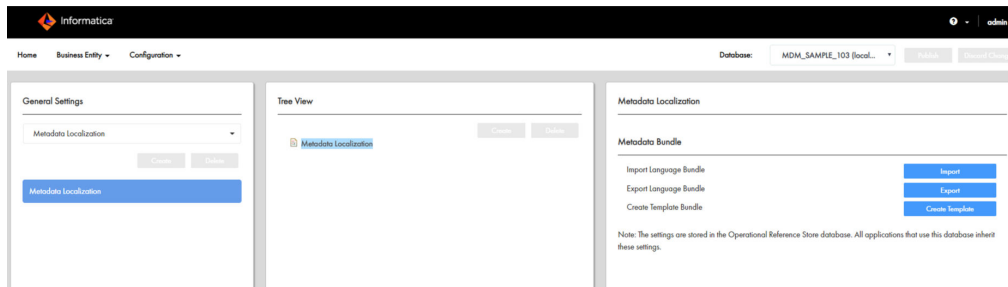 Informatica
admin
Home Business Entity Configuration Database: MDM_SAMPLE_103 (local... Publish
General Settings
Metadata Localization
Create Delete
Metadata Localization
Tree View
Create Delete
Metadata Localization
Metadata Localization
Metadata Bundle
Import Language Bundle Import
Export Language Bundle Export
Create Template Bundle Create Template
Note: The settings are stored in the Operational Reference Store database. All applications that use this database inherit
these settings.